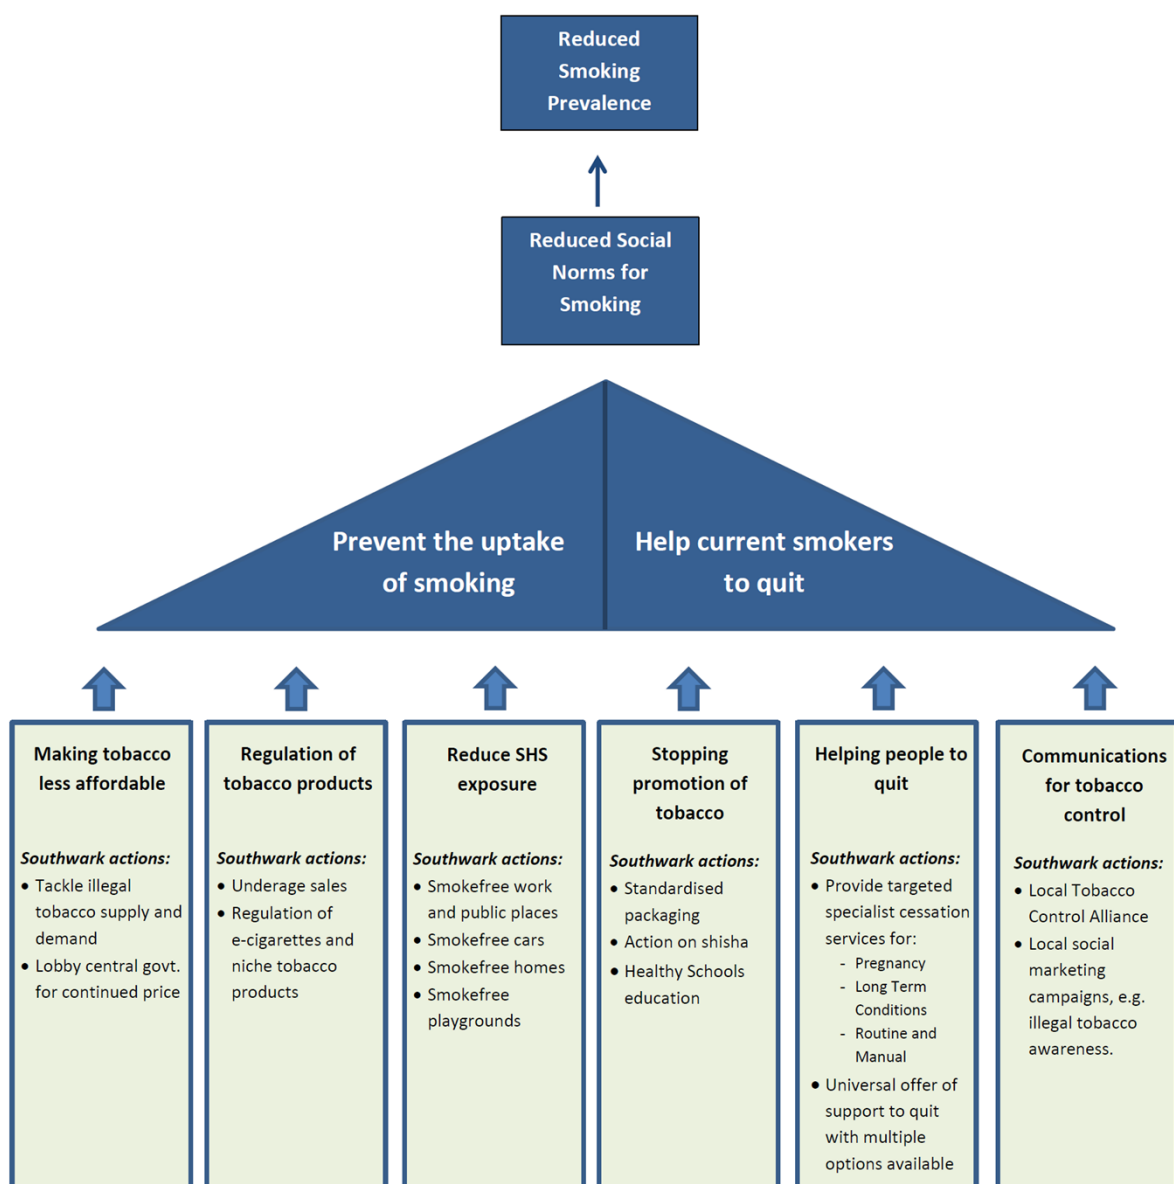 Reduced
Smoking
Prevalence
Reduced Social
Norms for
Smoking
Prevent the uptake
of smoking
Help current smokers
to quit
Making tobacco
less affordable
Southwark actions:
• Tackle illegal
tobacco supply and
demand
• Lobby central govt.
for continued price
Regulation of
tobacco products
Southwark actions:
• Underage sales
• Regulation of
e-cigarettes and
niche tobacco
products
Reduce SHS
exposure
Southwark actions:
• Smokefree work
and public places
• Smokefree cars
• Smokefree homes
• Smokefree
playgrounds
Stopping
promotion of
tobacco
Southwark actions:
• Standardised
packaging
• Action on shisha
• Healthy Schools
education
Helping people to
quit
Southwark actions:
• Provide targeted
specialist cessation
services for:
- Pregnancy
- Long Term
Conditions
- Routine and
Manual
• Universal offer of
support to quit
with multiple
options available
Communications
for tobacco
control
Southwark actions:
• Local Tobacco
Control Alliance
• Local social
marketing
campaigns, e.g.
illegal tobacco
awareness.